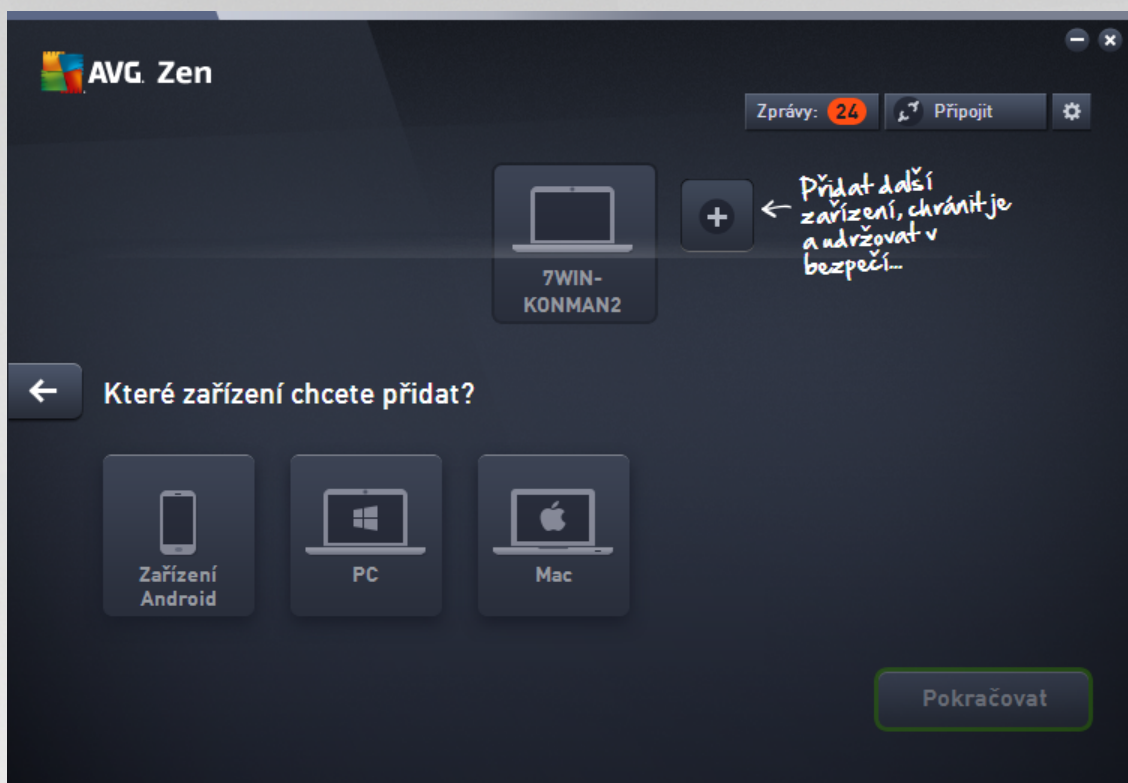 AVG. Zen
Zprávy: 24
Připojit
7WIN-
KONMAN2
Přidat další
zařízení, chránit je
a udržovat v
bezpečí...
Které zařízení chcete přidat?
Zařízení
Android
PC
Mac
Pokračovat